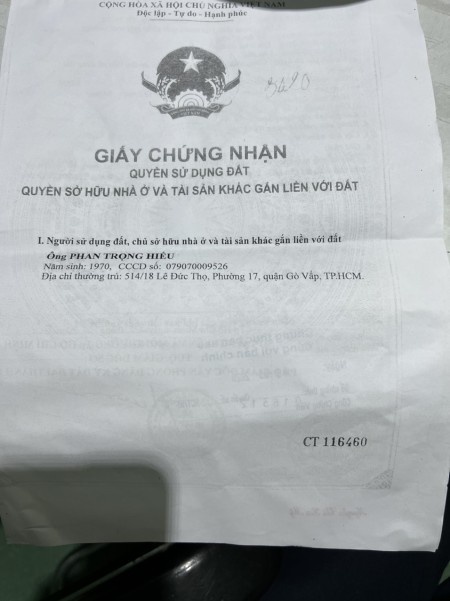 CỘNG HÒA XÃ HỘI CHỦ NGHĨA VIỆT NAM
Độc lập - Tự do - Hạnh phúc
GIẤY CHỨNG NHẬN
QUYỀN SỬ DỤNG ĐẤT
QUYỀN SỞ HỮU NHÀ Ở VÀ TÀI SẢN KHÁC GẮN LIỀN VỚI ĐẤT
I. Người sử dụng đất, chủ sở hữu nhà ở và tài sản khác gắn liền với đất
Ông PHAN TRỌNG HIẾU
Năm sinh: 1970, CCCD số: 079070009526
Địa chỉ thường trú: 514/18 Lê Đức Thọ, Phường 17, quận Gò Vấp, TP.HCM.
CT 116460